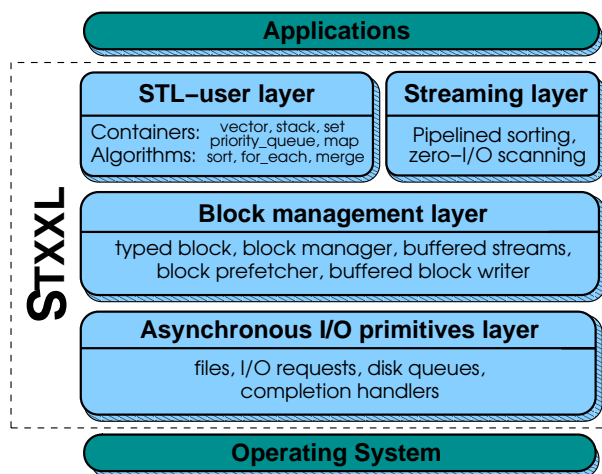 Applications
STXXL
STL–user layer
Containers: vector, stack, set
priority_queue, map
Algorithms: sort, for_each, merge
Streaming layer
Pipelined sorting,
zero–I/O scanning
Block management layer
typed block, block manager, buffered streams,
block prefetcher, buffered block writer
Asynchronous I/O primitives layer
files, I/O requests, disk queues,
completion handlers
Operating System